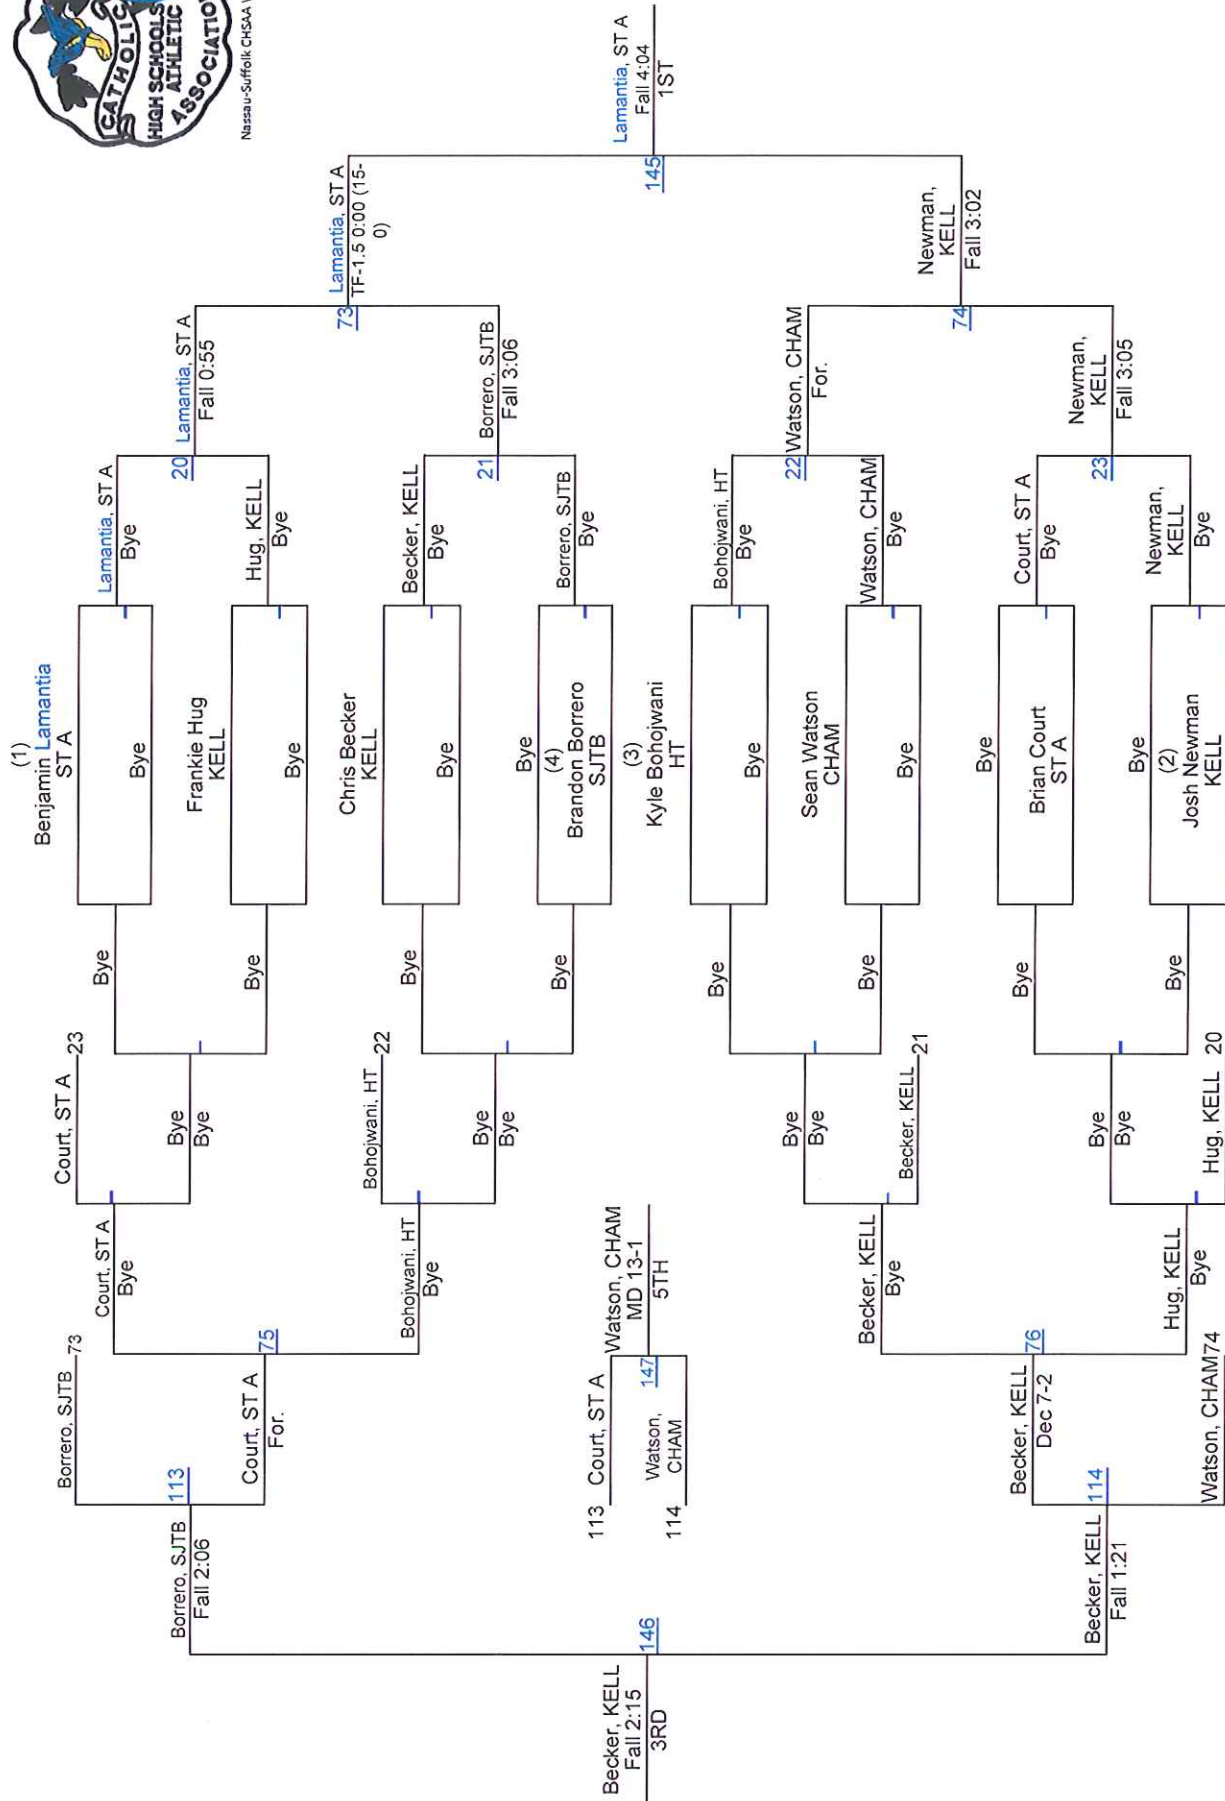 CATHOLIC
HIGH SCHOOLS
ATHLETIC
ASSOCIATIO
Nassau-Suffolk CHSAA
(1)
Benjamin Lamantia
ST A
Bye
Frankie Hug
KELL
Bye
Chris Becker
KELL
Bye
Bye
(4)
Brandon Borrero
SJTB
(3)
Kyle Bohojwani
HT
Bye
Sean Watson
CHAM
Bye
Bye
Brian Court
ST A
Bye
(2)
Josh Newman
KELL
Lamantia, ST A
Bye
Hug, KELL
Bye
Becker, KELL
Bye
Borrero, SJTB
Bye
Bohojwani, HT
Bye
Watson, CHAM
Bye
Court, ST A
Bye
Newman,
KELL
Bye
20
Lamantia, ST A
Fall 0:55
21
Borrero, SJTB
Fall 3:06
22
Watson, CHAM
For.
23
Newman,
KELL
Fall 3:05
73
Lamantia, ST A
TF-1.5 0:00 (15-
0)
74
Newman,
KELL
Fall 3:02
145
Lamantia, ST A
Fall 4:04
1ST
Bye
Bye
Bye
Bye
Bye
Bye
Bye
Bye
Court, ST A
23
Bye
Bye
Bohojwani, HT
22
Bye
Bye
Bye
Bye
Becker, KELL
21
Bye
Bye
Hug, KELL
20
Court, ST A
Bye
Bohojwani, HT
Bye
Becker, KELL
Bye
Hug, KELL
Bye
Borrero, SJTB
73
75
Court, ST A
For.
76
Becker, KELL
Dec 7-2
Watson, CHAM
74
113
Borrero, SJTB
Fall 2:06
114
Becker, KELL
Fall 1:21
146
Becker, KELL
Fall 2:15
3RD
113
Court, ST A
114
Watson,
CHAM
147
Watson, CHAM
MD 13-1
5TH